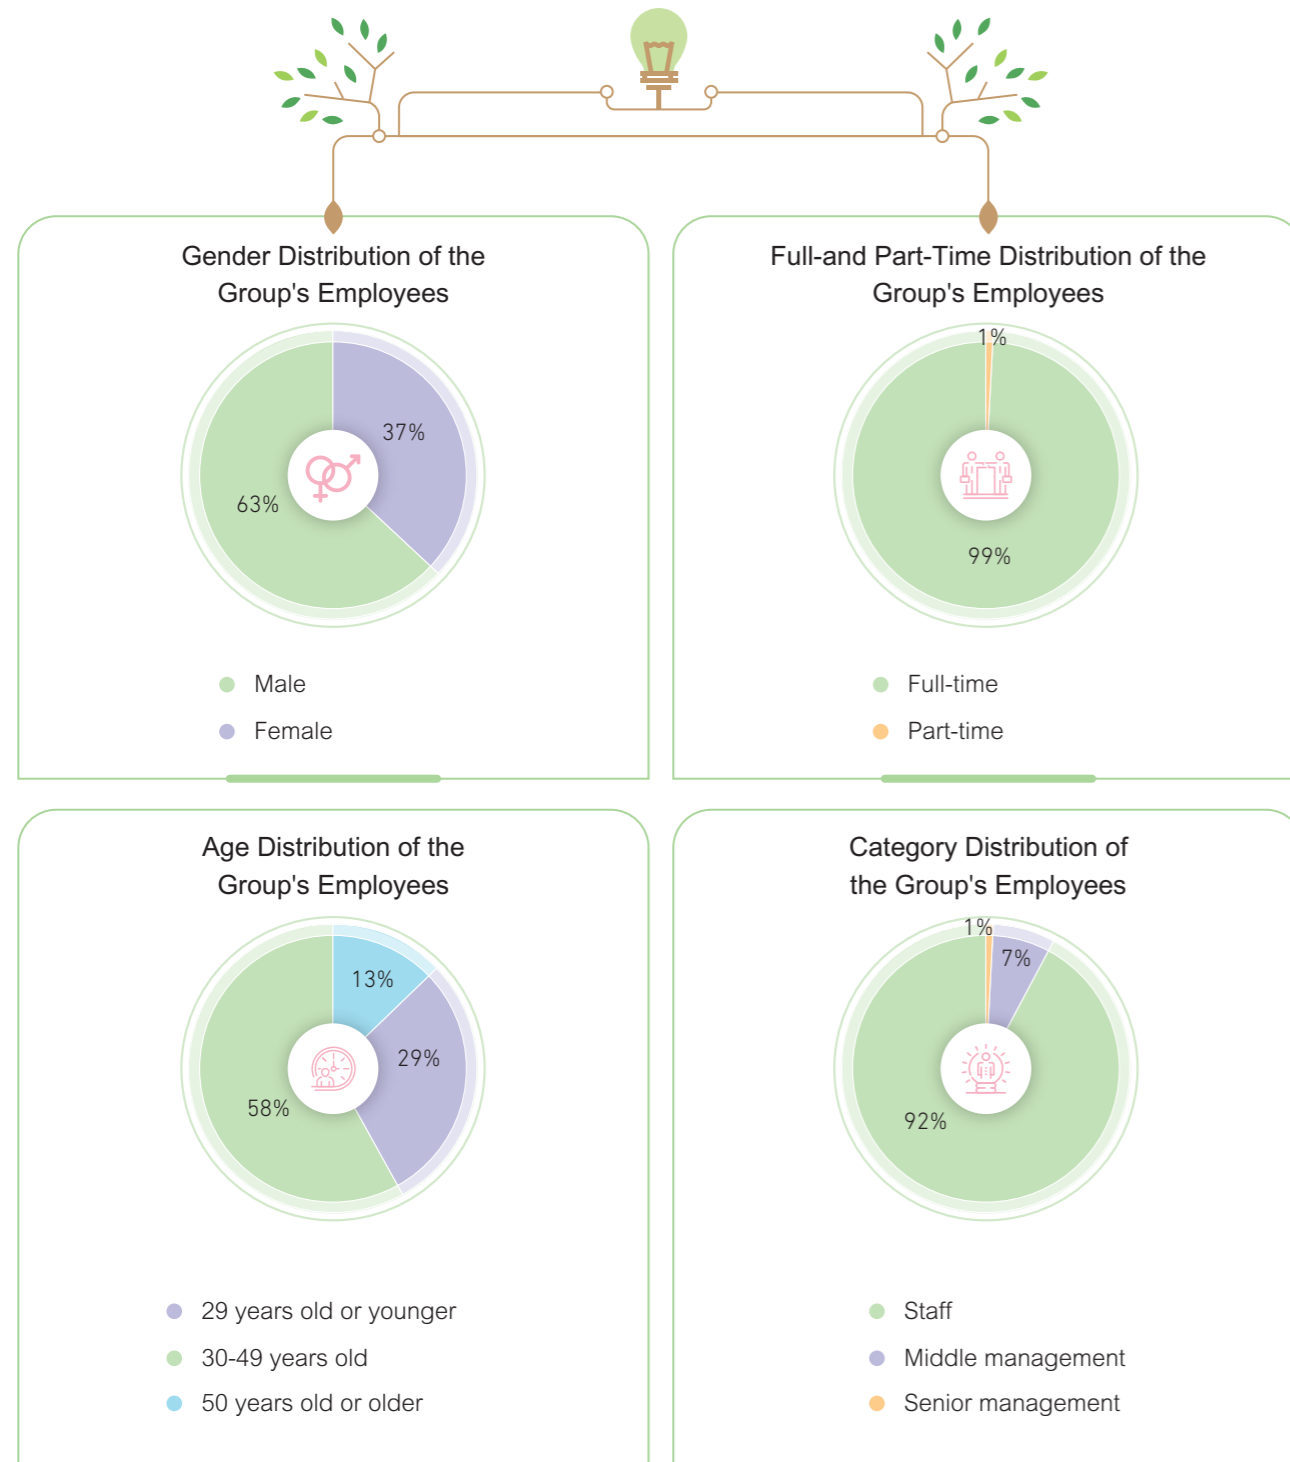 Gender Distribution of the
Group's Employees
37%
63%
Male
Female
Full-and Part-Time Distribution of the
Group's Employees
1%
99%
Full-time
Part-time
Age Distribution of the
Group's Employees
13%
29%
58%
29 years old or younger
30-49 years old
50 years old or older
Category Distribution of
the Group's Employees
1%
7%
92%
Staff
Middle management
Senior management